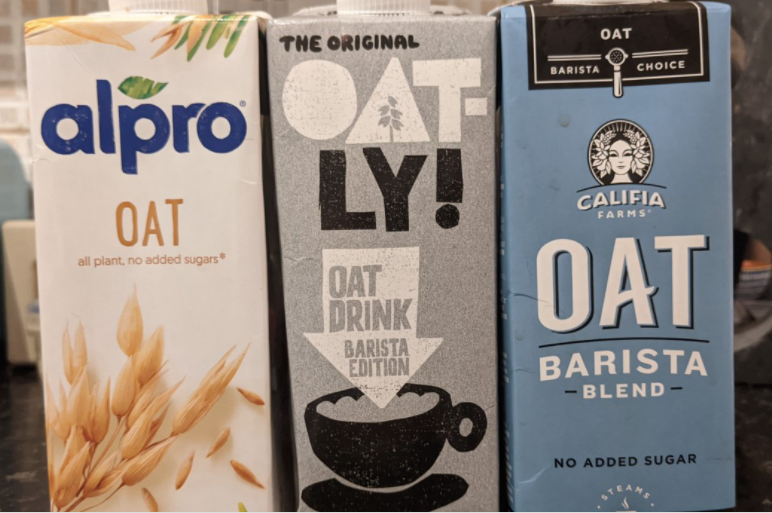 alpro®
OAT
all plant, no added sugars®
THE ORIGINAL
OAT-
LY!
OAT
DRINK
BARISTA
EDITION
OAT
BARISTA CHOICE
CALIFIA
FARMS®
OAT
BARISTA
BLEND
NO ADDED SUGAR
STEAMS